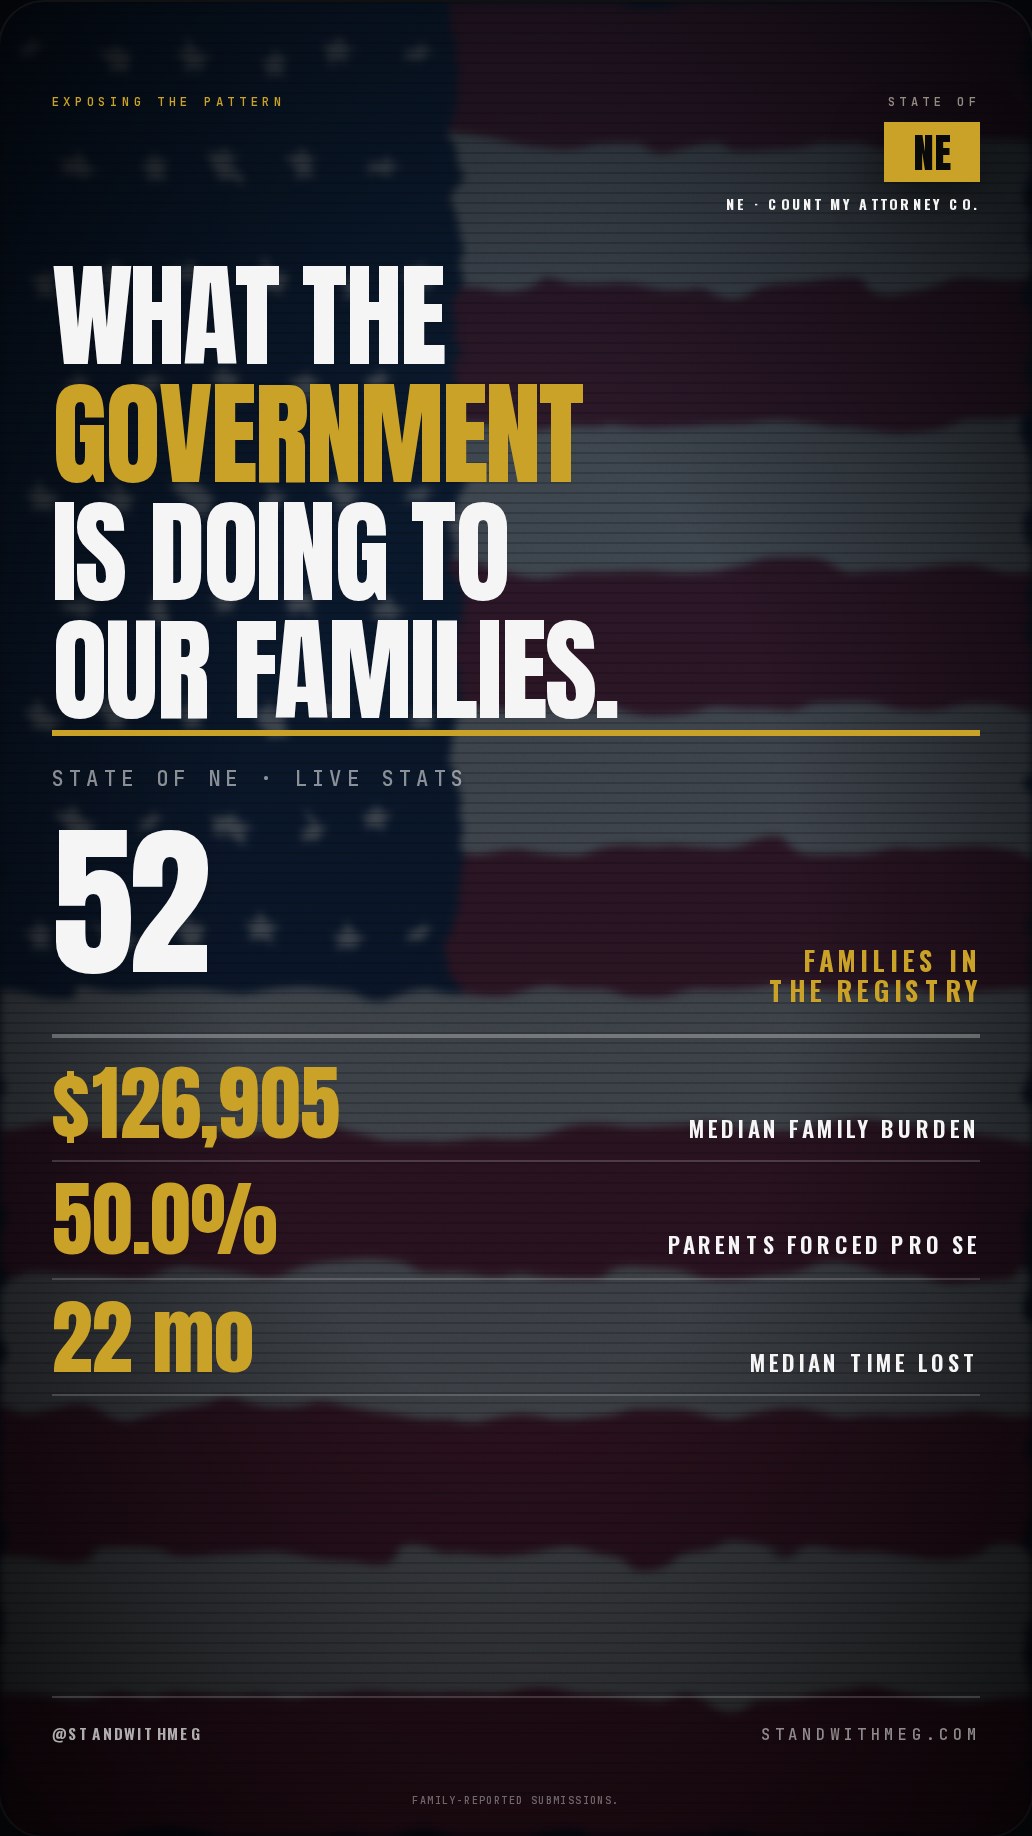 EXPOSING THE PATTERN
STATE OF
NE
NE · COUNT MY ATTORNEY CO.
WHAT THE
GOVERNMENT
IS DOING TO
OUR FAMILIES.
STATE OF NE · LIVE STATS
52
FAMILIES IN
THE REGISTRY
$126,905
MEDIAN FAMILY BURDEN
50.0%
PARENTS FORCED PRO SE
22 mo
MEDIAN TIME LOST
@STANDWITHMEG
STANDWITHMEG.COM
FAMILY-REPORTED SUBMISSIONS.